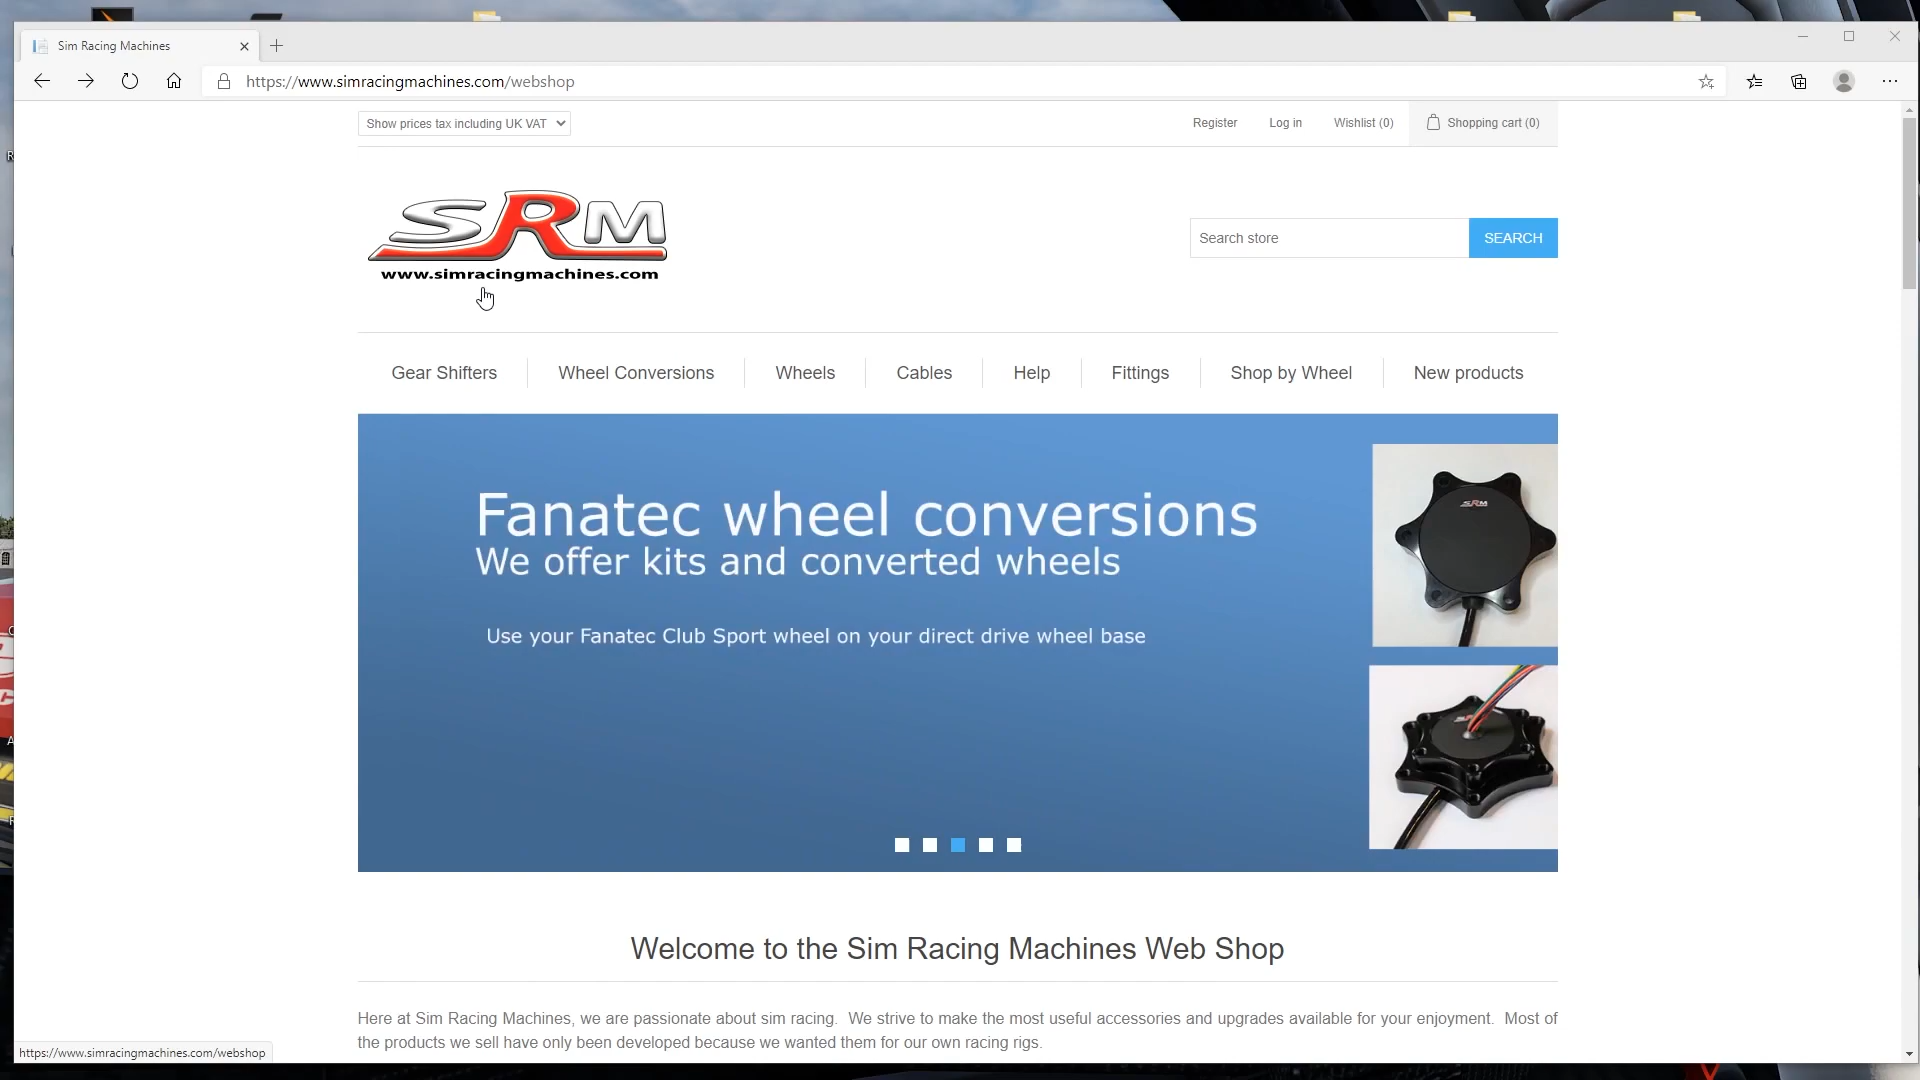 Sim Racing Machines
https://www.simracingmachines.com/webshop
Show prices tax including UK VAT
Register
Log in
Wishlist (0)
Shopping cart (0)
SRM
www.simracingmachines.com
Search store
SEARCH
Gear Shifters
Wheel Conversions
Wheels
Cables
Help
Fittings
Shop by Wheel
New products
Fanatec wheel conversions
We offer kits and converted wheels
Use your Fanatec Club Sport wheel on your direct drive wheel base
SRM
Welcome to the Sim Racing Machines Web Shop
Here at Sim Racing Machines, we are passionate about sim racing. We strive to make the most useful accessories and upgrades available for your enjoyment. Most of
the products we sell have only been developed because we wanted them for our own racing rigs.
https://www.simracingmachines.com/webshop